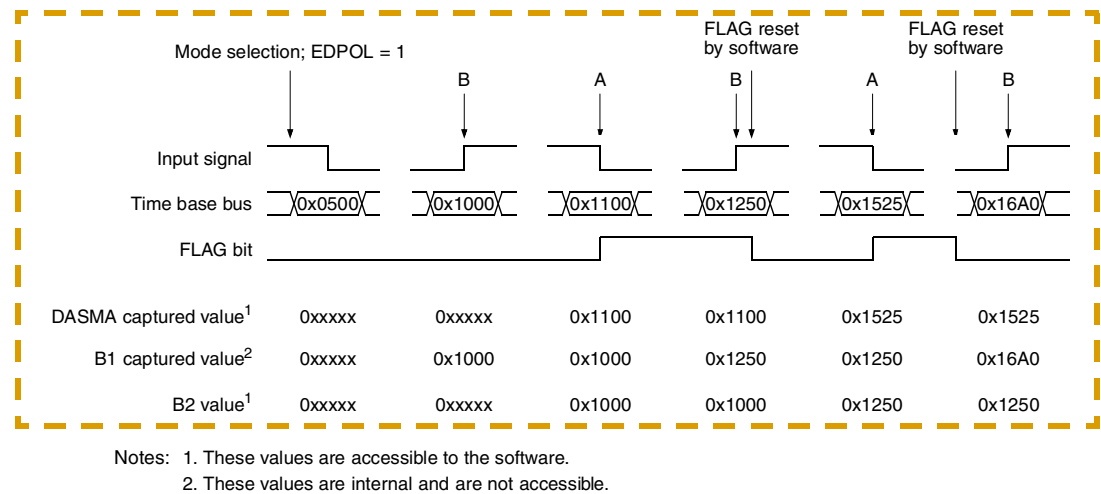 FLAG reset by software
FLAG reset by software
Mode selection; EDPOL = 1
B A B A B
Input signal
Time base bus 0x0500 0x1000 0x1100 0x1250 0x1525 0x16A0
FLAG bit
DASMA captured value1 0xxxxx 0xxxxx 0x1100 0x1100 0x1525 0x1525
B1 captured value2 0xxxxx 0x1000 0x1000 0x1250 0x1250 0x16A0
B2 value1 0xxxxx 0xxxxx 0x1000 0x1000 0x1250 0x1250
Notes: 1. These values are accessible to the software.
2. These values are internal and are not accessible.